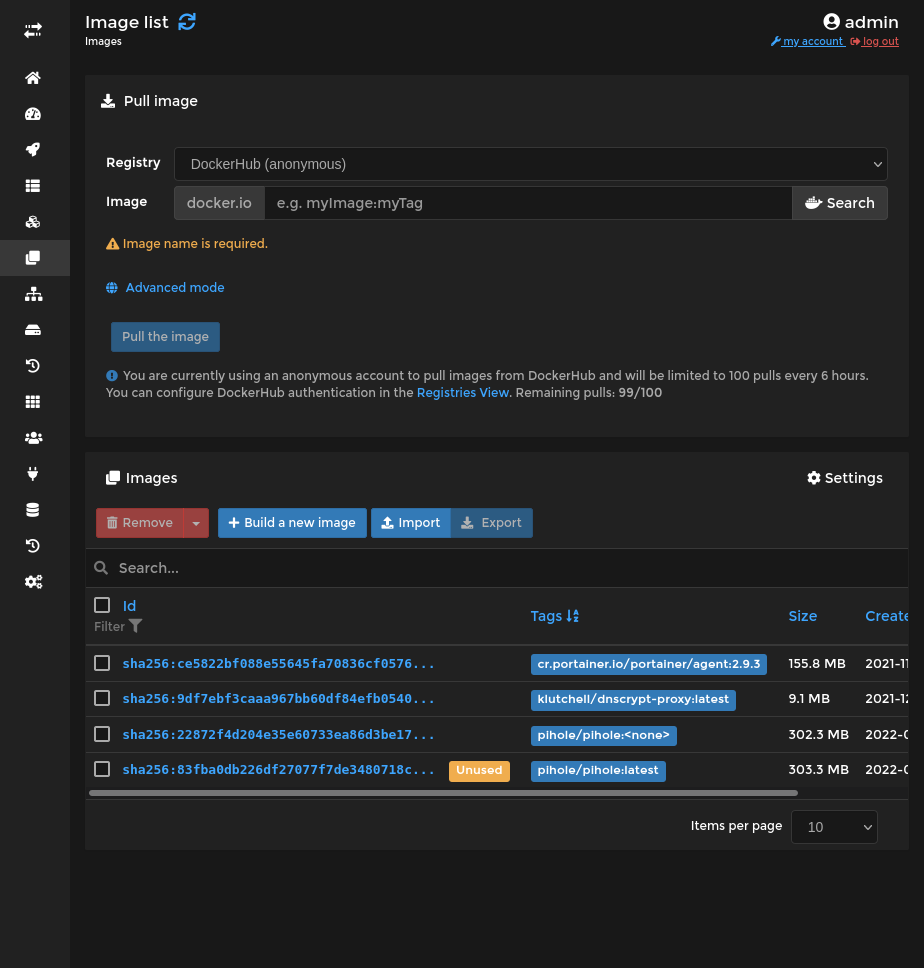 Image list
Images
admin
my account log out
Pull image
Registry DockerHub (anonymous)
Image docker.io e.g. myImage:myTag Search
Image name is required.
Advanced mode
Pull the image
You are currently using an anonymous account to pull images from DockerHub and will be limited to 100 pulls every 6 hours.
You can configure DockerHub authentication in the Registries View. Remaining pulls: 99/100
Images Settings
Remove Build a new image Import Export
Search...
Id
Filter
Tags Size Create
sha256:ce5822bf088e55645fa70836cf0576... cr.portainer.io/portainer/agent:2.9.3 155.8 MB 2021-11
sha256:9df7ebf3caaa967bb60df84efb0540... klutchell/dnscrypt-proxy:latest 9.1 MB 2021-12
sha256:22872f4d204e35e60733ea86d3be17... pihole/pihole:<none> 302.3 MB 2022-0
sha256:83fba0db226df27077f7de3480718c... Unused pihole/pihole:latest 303.3 MB 2022-0
Items per page 10